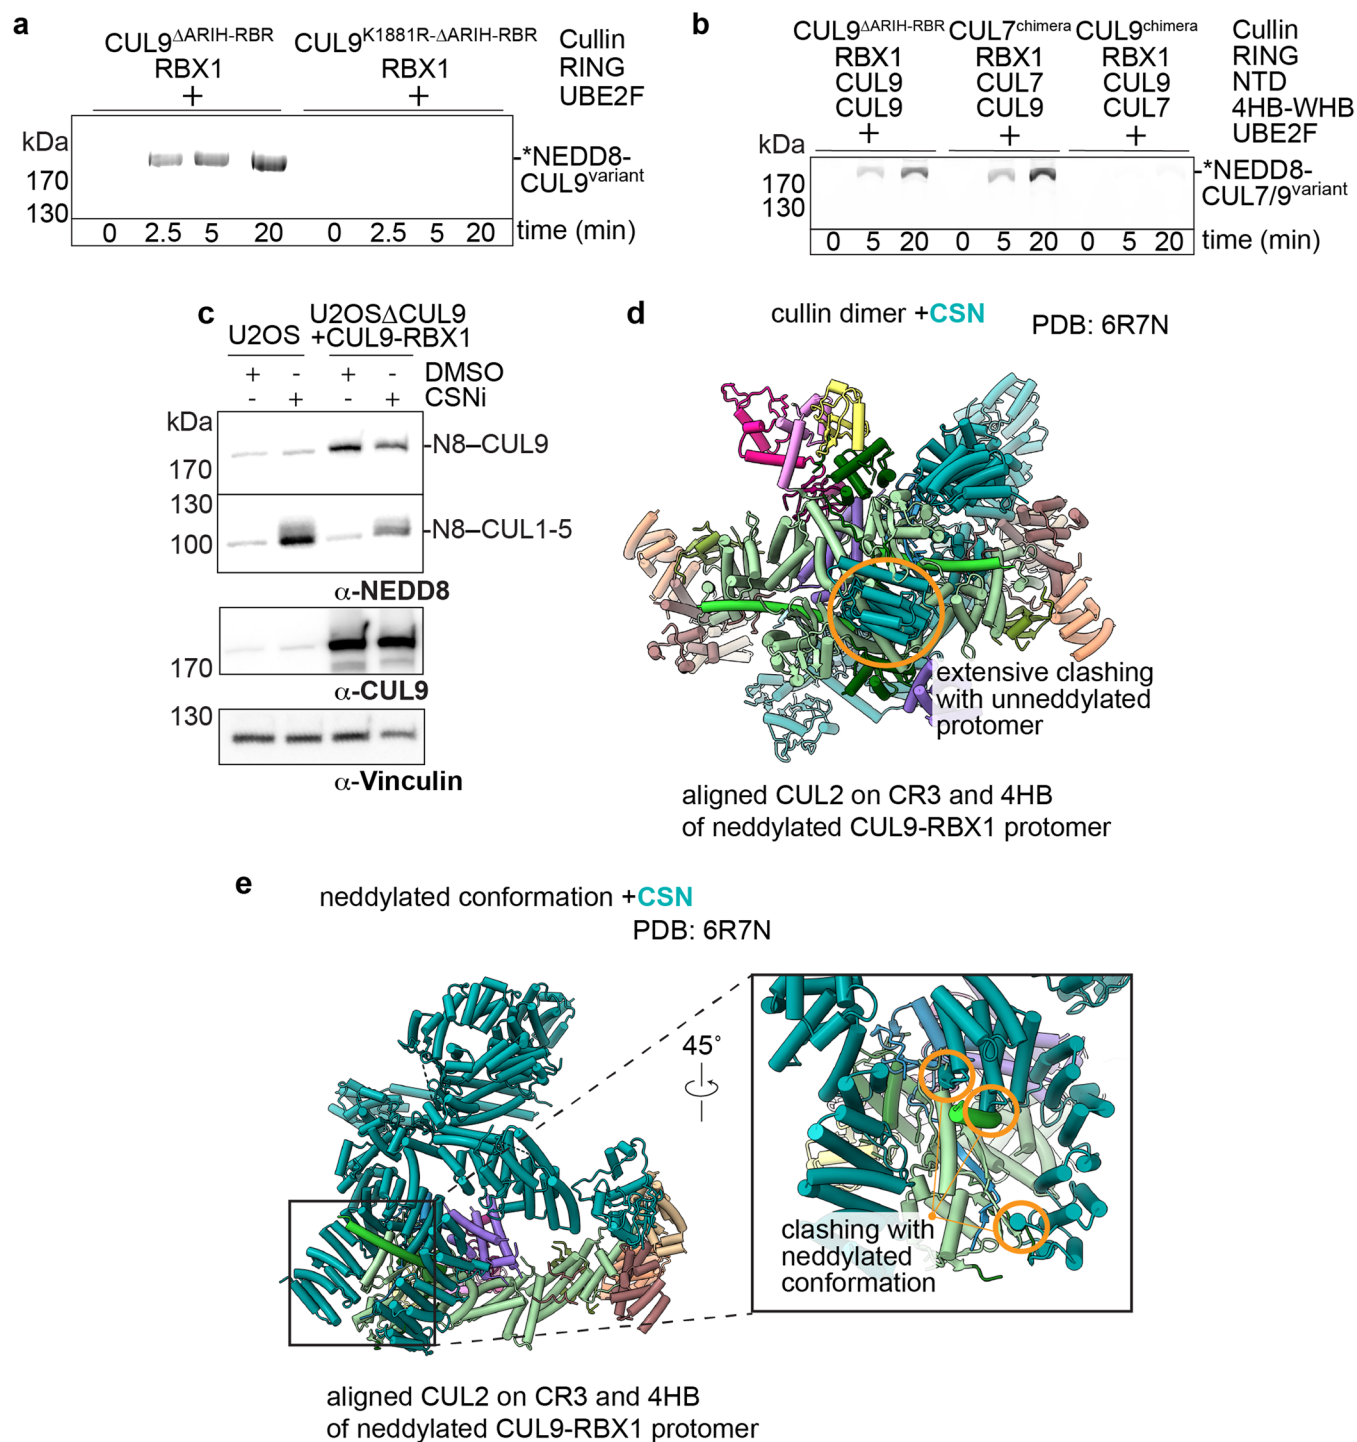 a
CUL9ΔARIH-RBR CUL9K1881R-ΔARIH-RBR Cullin
RBX1 RBX1 RING
+ + UBE2F
kDa
170
130
-*NEDD8-
CUL9variant
0 2.5 5 20 0 2.5 5 20 time (min)
b
CUL9ΔARIH-RBR CUL7chimera CUL9chimera Cullin
RBX1 RBX1 RBX1 RING
CUL9 CUL7 CUL9 NTD
CUL9 CUL9 CUL7 4HB-WHB
+ + + UBE2F
kDa
170
130
-*NEDD8-
CUL7/9variant
0 5 20 0 5 20 0 5 20 time (min)
c
U2OS U2OSΔCUL9
+CUL9-RBX1
+ - + - DMSO
- + - + CSNi
kDa
170
-N8–CUL9
130
100
-N8–CUL1-5
α-NEDD8
170
α-CUL9
130
α-Vinculin
d
cullin dimer +CSN
PDB: 6R7N
extensive clashing
with unneddylated
protomer
aligned CUL2 on CR3 and 4HB
of neddylated CUL9-RBX1 protomer
e
neddylated conformation +CSN
PDB: 6R7N
45°
clashing with
neddylated
conformation
aligned CUL2 on CR3 and 4HB
of neddylated CUL9-RBX1 protomer